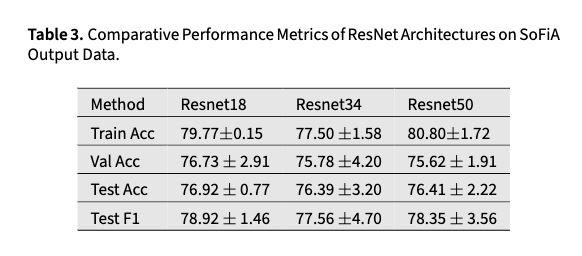 Table 3. Comparative Performance Metrics of ResNet Architectures on SoFiA
Output Data.
Method Resnet18 Resnet34 Resnet50
Train Acc 79.77±0.15 77.50 ±1.58 80.80±1.72
Val Acc 76.73 ± 2.91 75.78 ±4.20 75.62 ± 1.91
Test Acc 76.92 ± 0.77 76.39 ±3.20 76.41 ± 2.22
Test F1 78.92 ± 1.46 77.56 ±4.70 78.35 ± 3.56